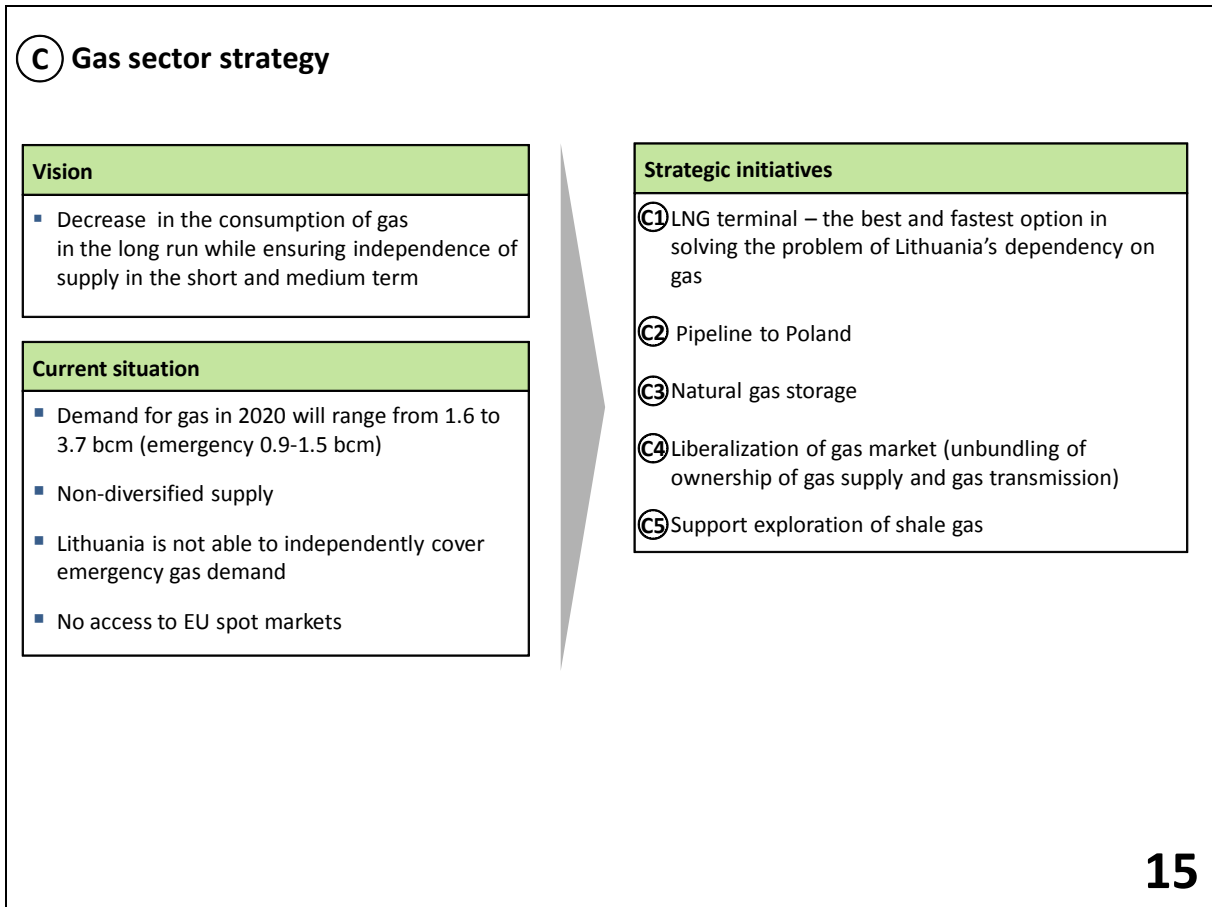 C Gas sector strategy
Vision
▪ Decrease in the consumption of gas
in the long run while ensuring independence of
supply in the short and medium term
Current situation
▪ Demand for gas in 2020 will range from 1.6 to
3.7 bcm (emergency 0.9-1.5 bcm)
▪ Non-diversified supply
▪ Lithuania is not able to independently cover
emergency gas demand
▪ No access to EU spot markets
Strategic initiatives
C1 LNG terminal – the best and fastest option in
solving the problem of Lithuania’s dependency on
gas
C2 Pipeline to Poland
C3 Natural gas storage
C4 Liberalization of gas market (unbundling of
ownership of gas supply and gas transmission)
C5 Support exploration of shale gas
15